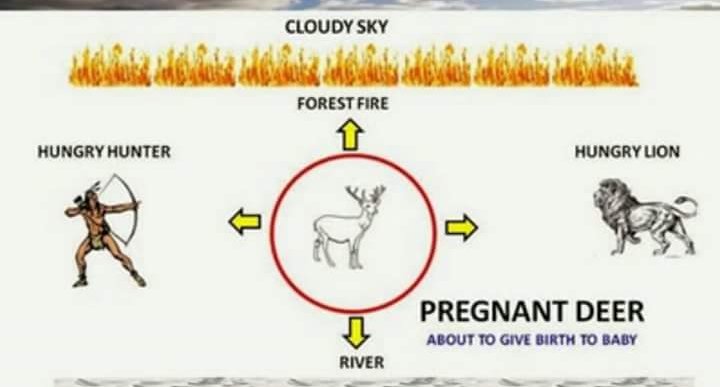 CLOUDY SKY
FOREST FIRE
HUNGRY HUNTER
HUNGRY LION
PREGNANT DEER
ABOUT TO GIVE BIRTH TO BABY
RIVER